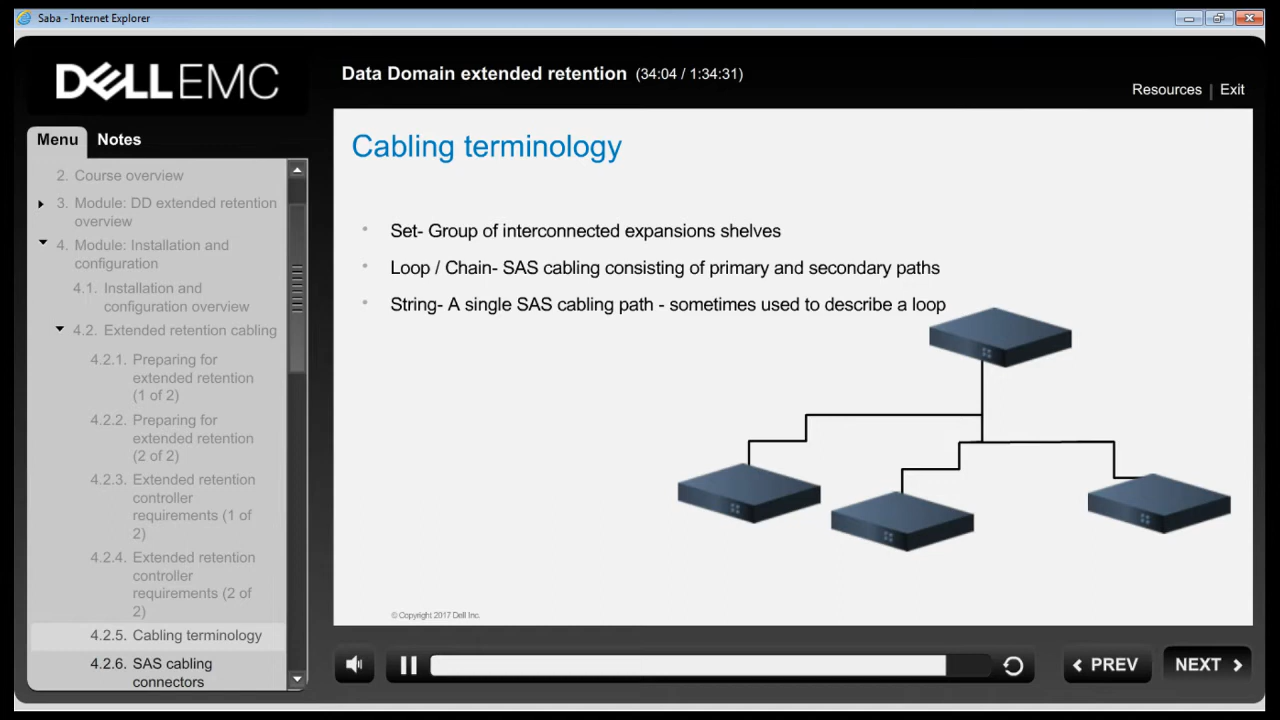 Saba - Internet Explorer
DELLEMC
Data Domain extended retention (34:04 / 1:34:31)
Resources | Exit
Menu Notes
2. Course overview
3. Module: DD extended retention
overview
4. Module: Installation and
configuration
4.1. Installation and
configuration overview
4.2. Extended retention cabling
4.2.1. Preparing for
extended retention
(1 of 2)
4.2.2. Preparing for
extended retention
(2 of 2)
4.2.3. Extended retention
controller
requirements (1 of
2)
4.2.4. Extended retention
controller
requirements (2 of
2)
4.2.5. Cabling terminology
4.2.6. SAS cabling
connectors
Cabling terminology
• Set- Group of interconnected expansions shelves
• Loop / Chain- SAS cabling consisting of primary and secondary paths
• String- A single SAS cabling path - sometimes used to describe a loop
© Copyright 2017 Dell Inc.
PREV
NEXT